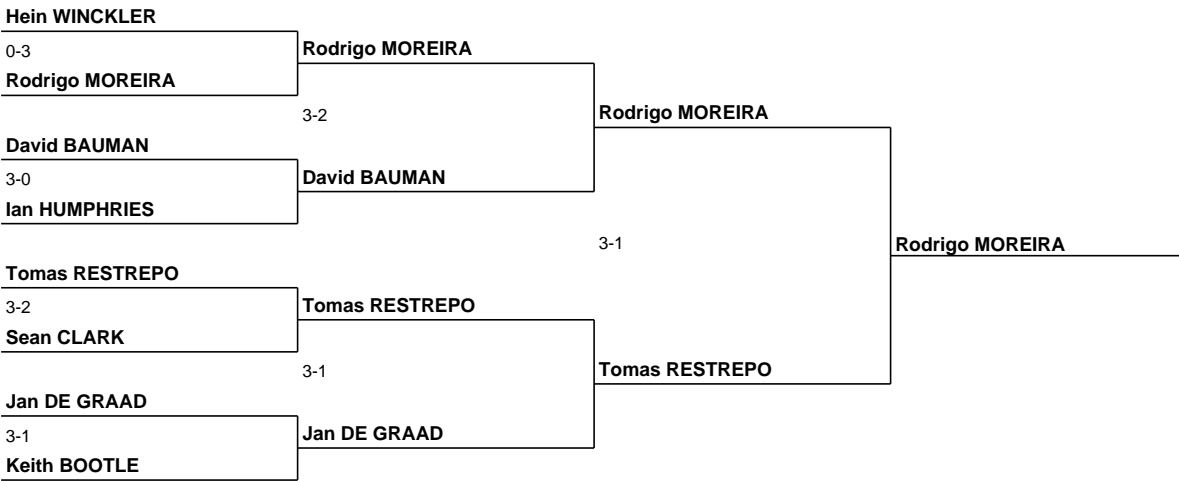 Hein WINCKLER
0-3
Rodrigo MOREIRA
Rodrigo MOREIRA
3-2
Rodrigo MOREIRA
David BAUMAN
3-0
David BAUMAN
Ian HUMPHRIES
3-1
Rodrigo MOREIRA
Tomas RESTREPO
3-2
Tomas RESTREPO
Sean CLARK
3-1
Tomas RESTREPO
Jan DE GRAAD
3-1
Jan DE GRAAD
Keith BOOTLE